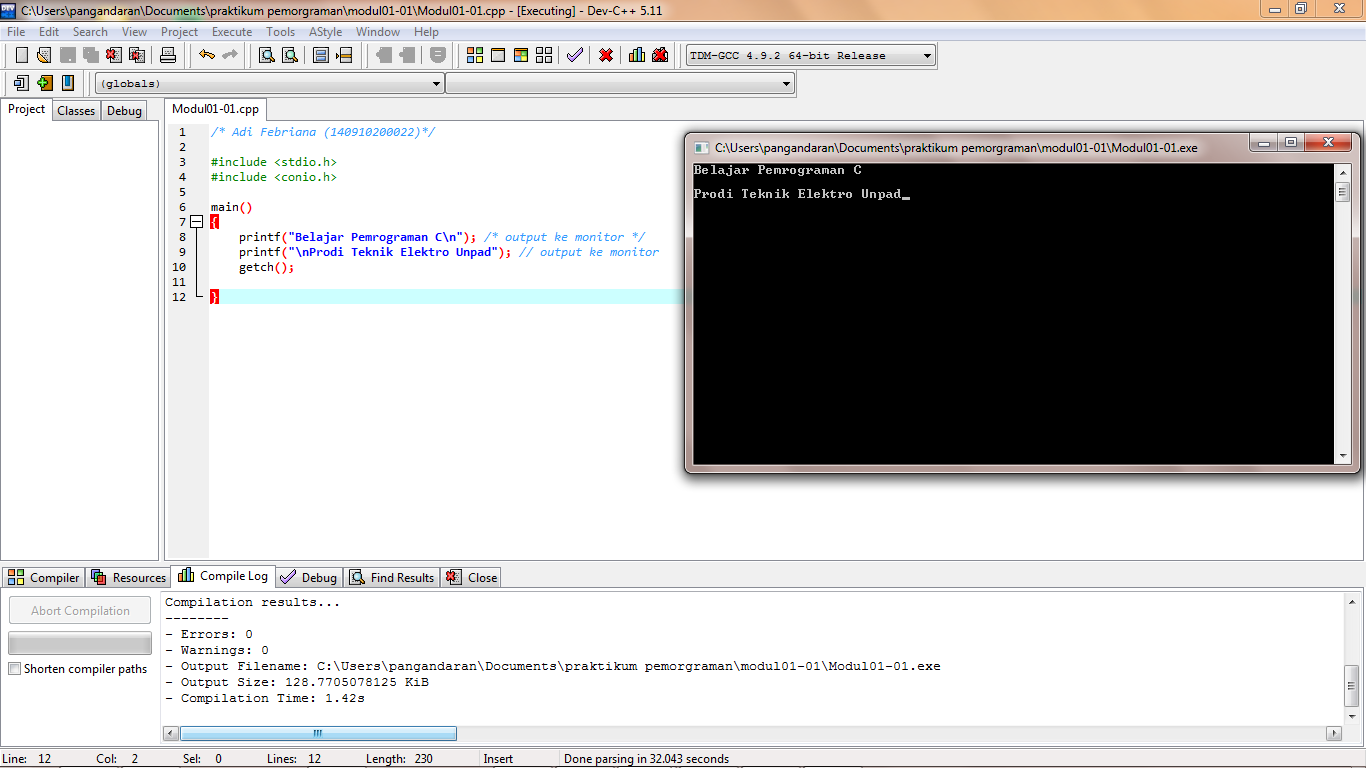 C:\Users\pangandaran\Documents\praktikum pemorgraman\modul01-01\Modul01-01.cpp - [Executing] - Dev-C++ 5.11
File Edit Search View Project Execute Tools AStyle Window Help
TDM-GCC 4.9.2 64-bit Release
(globals)
Project Classes Debug
Modul01-01.cpp
1 /* Adi Febriana (140910200022)*/
2
3 #include <stdio.h>
4 #include <conio.h>
5
6 main()
7 {
8 printf("Belajar Pemrograman C\n"); /* output ke monitor */
9 printf("\nProdi Teknik Elektro Unpad"); // output ke monitor
10 getch();
11
12 }
C:\Users\pangandaran\Documents\praktikum pemorgraman\modul01-01\Modul01-01.exe
Belajar Pemrograman C
Prodi Teknik Elektro Unpad_
Compiler Resources Compile Log Debug Find Results Close
Abort Compilation
Shorten compiler paths
Compilation results...
--------
- Errors: 0
- Warnings: 0
- Output Filename: C:\Users\pangandaran\Documents\praktikum pemorgraman\modul01-01\Modul01-01.exe
- Output Size: 128.7705078125 KiB
- Compilation Time: 1.42s
Line: 12 Col: 2 Sel: 0 Lines: 12 Length: 230 Insert Done parsing in 32.043 seconds